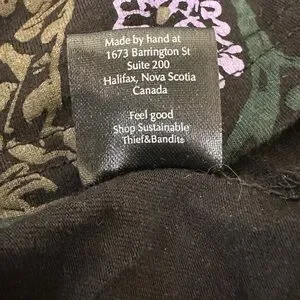 Made by hand at
1673 Barrington St
Suite 200
Halifax, Nova Scotia
Canada
Feel good
Shop Sustainable
Thief&Bandits